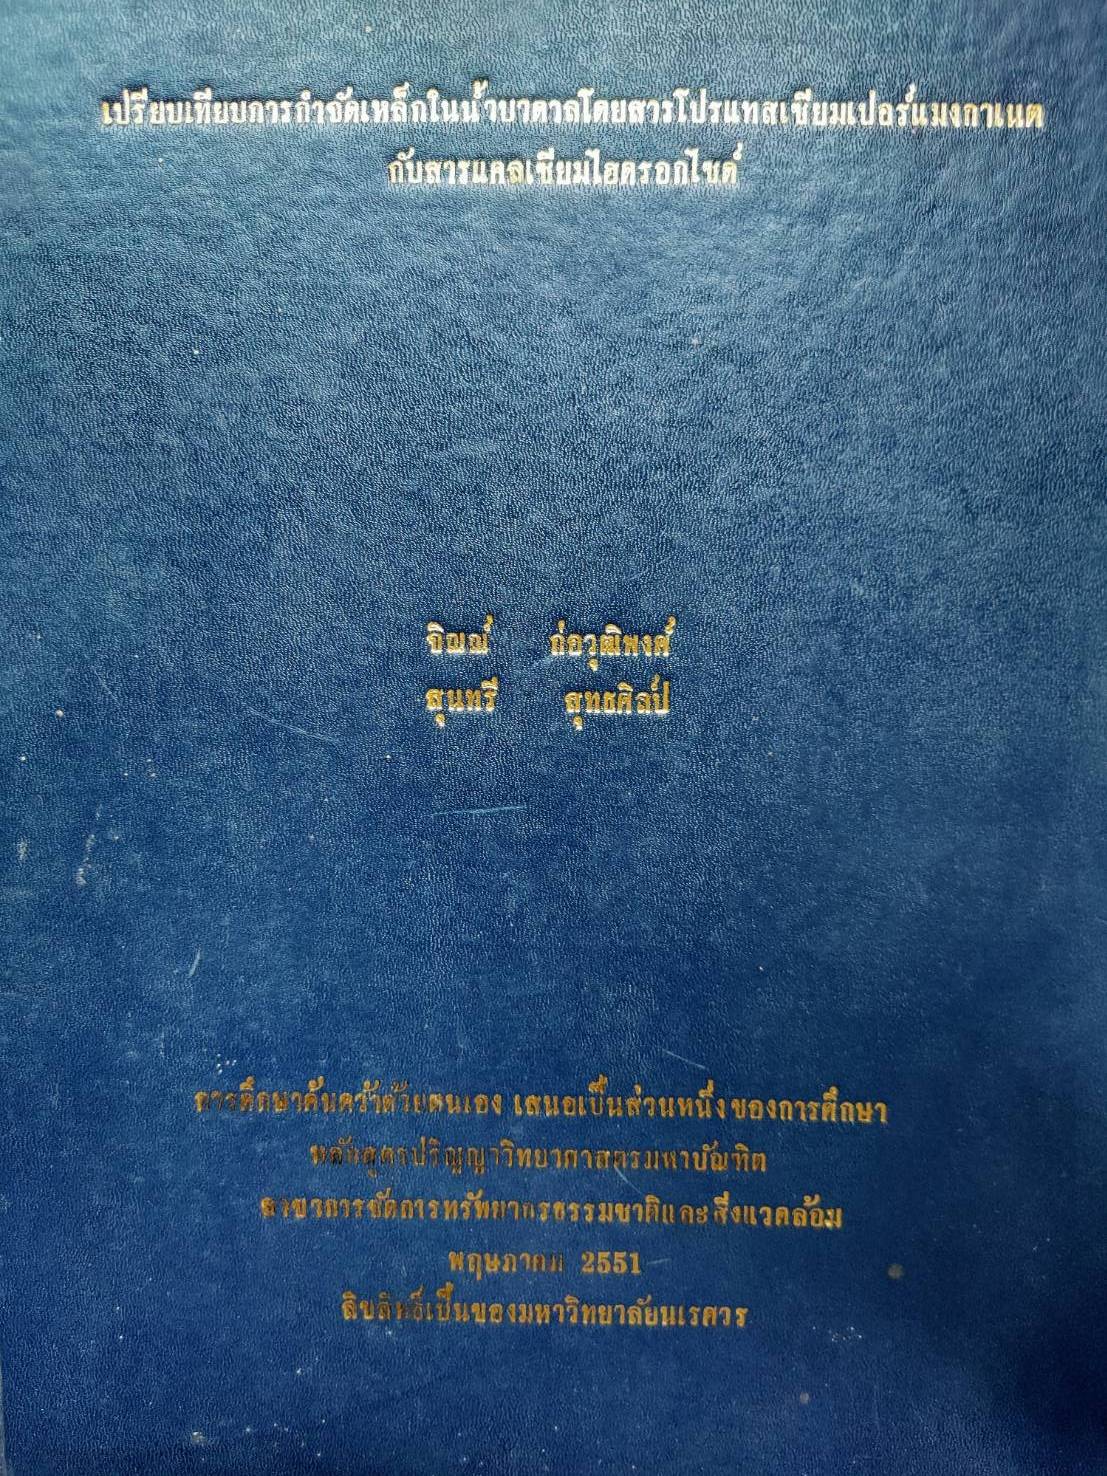 เปรียบเทียบการกำจัดเหล็กในน้ำบาดาลโดยสารโปรแทสเซียมเปอร์แมงกาเนต
กับสารแคลเซียมไฮดรอกไซด์
ก่อวุฒิพงศ์
สุนทรี สุทธศิลป์
การศึกษาค้นคว้าด้วยตนเอง เสนอเป็นส่วนหนึ่งของการศึกษา
หลักสูตรปริญญาวิทยาศาสตรมหาบัณฑิต
สาขาการจัดการทรัพยากรธรรมชาติและสิ่งแวดล้อม
พฤษภาคม 2551
ลิขสิทธิ์เป็นของมหาวิทยาลัยนเรศวร